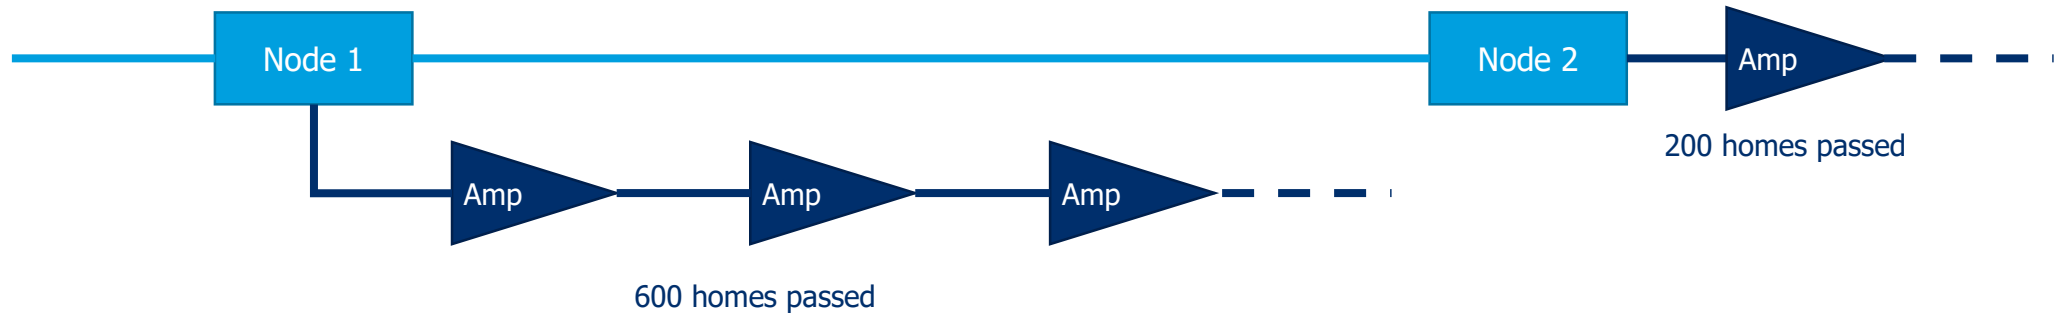 Node 1
Node 2
Amp
200 homes passed
Amp
Amp
Amp
600 homes passed